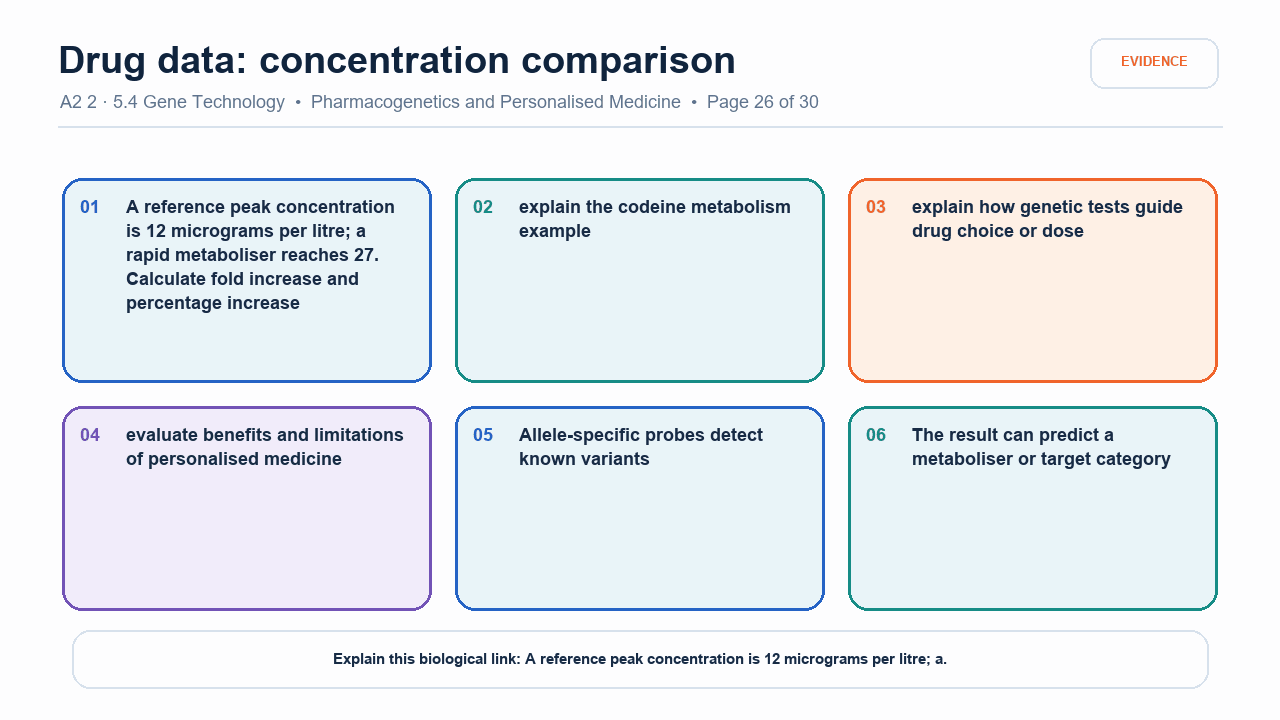 Drug data: concentration comparison
EVIDENCE
A2 2 · 5.4 Gene Technology • Pharmacogenetics and Personalised Medicine • Page 26 of 30
01
A reference peak concentration
is 12 micrograms per litre; a
rapid metaboliser reaches 27.
Calculate fold increase and
percentage increase
02
explain the codeine metabolism
example
03
explain how genetic tests guide
drug choice or dose
04
evaluate benefits and limitations
of personalised medicine
05
Allele-specific probes detect
known variants
06
The result can predict a
metaboliser or target category
Explain this biological link: A reference peak concentration is 12 micrograms per litre; a.